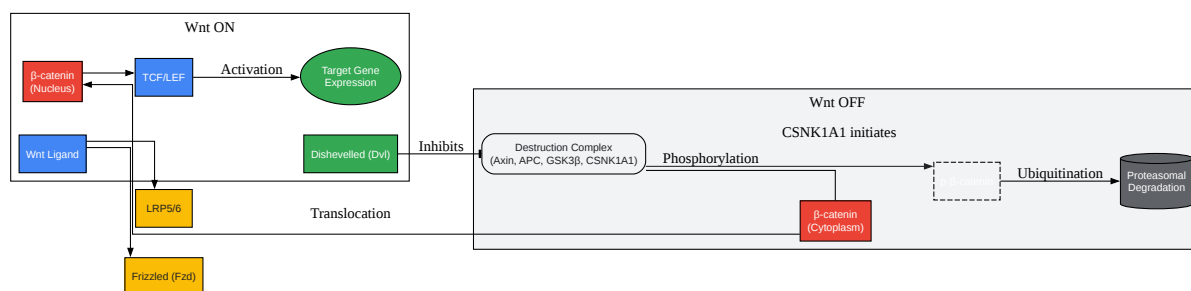 Wnt ON
β-catenin
(Nucleus)
TCF/LEF
Activation
Target Gene
Expression
Wnt Ligand
Dishevelled (Dvl)
Inhibits
LRP5/6
Translocation
Frizzled (Fzd)
Wnt OFF
CSNK1A1 initiates
Destruction Complex
(Axin, APC, GSK3β, CSNK1A1)
Phosphorylation
p-β-catenin
Ubiquitination
Proteasomal
Degradation
β-catenin
(Cytoplasm)